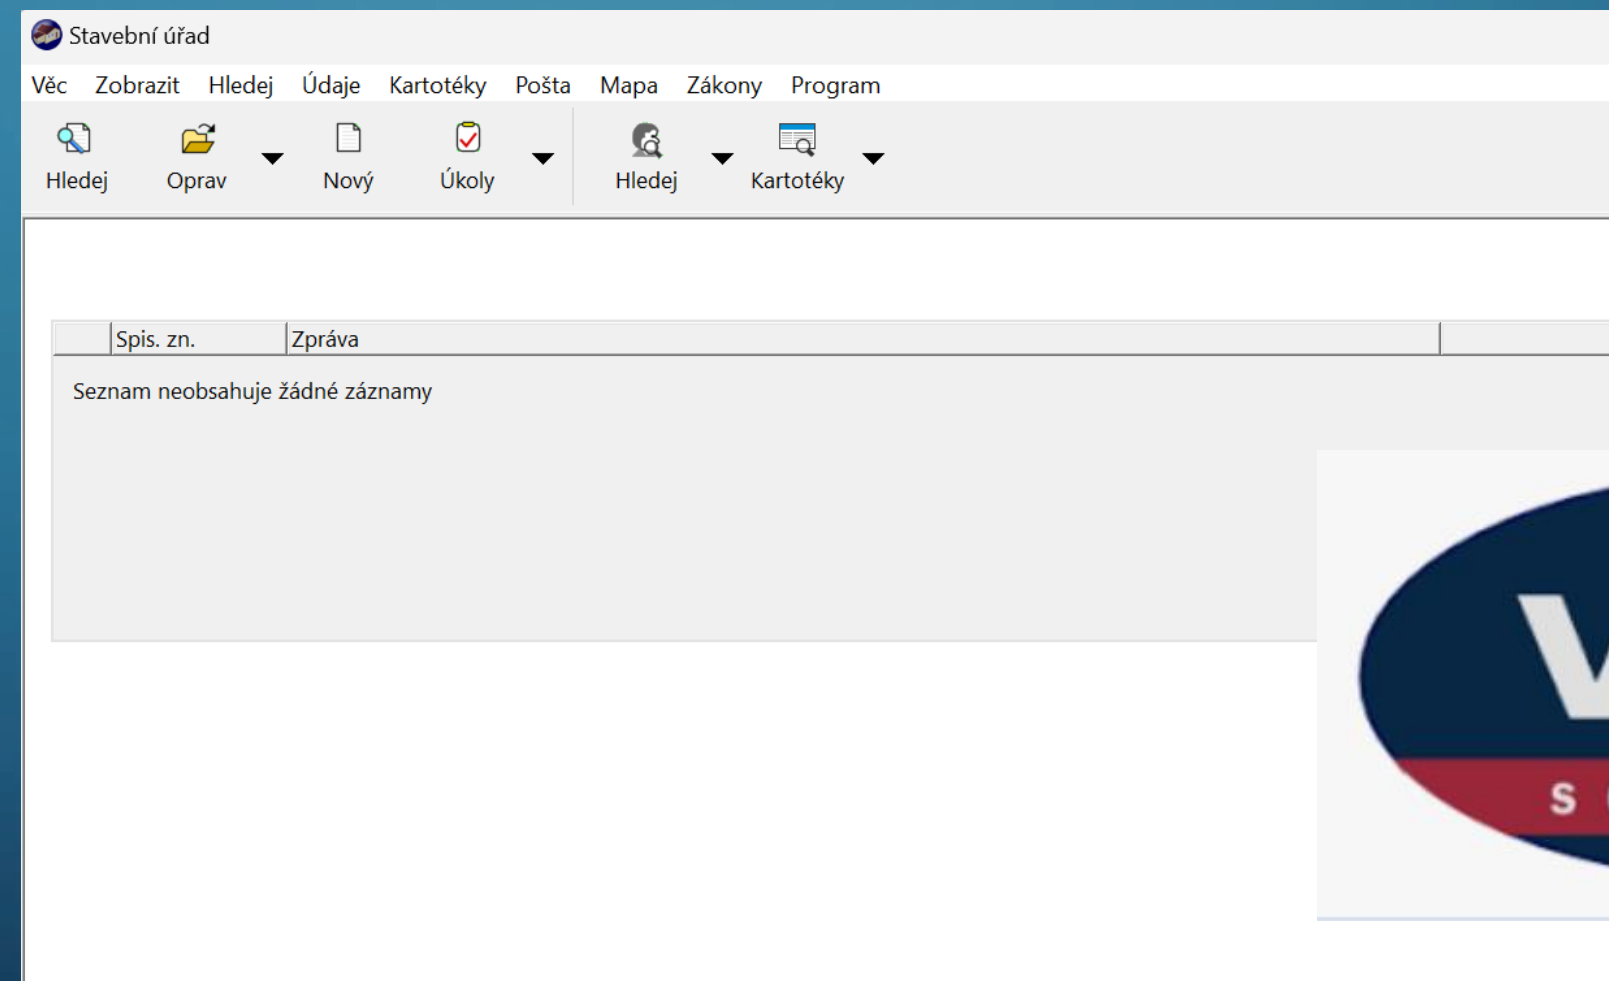 Stavební úřad
Věc Zobrazit Hledej Údaje Kartotéky Pošta Mapa Zákony Program
Hledej Oprav Nový Úkoly Hledej Kartotéky
Spis. zn. Zpráva
Seznam neobsahuje žádné záznamy
V
S